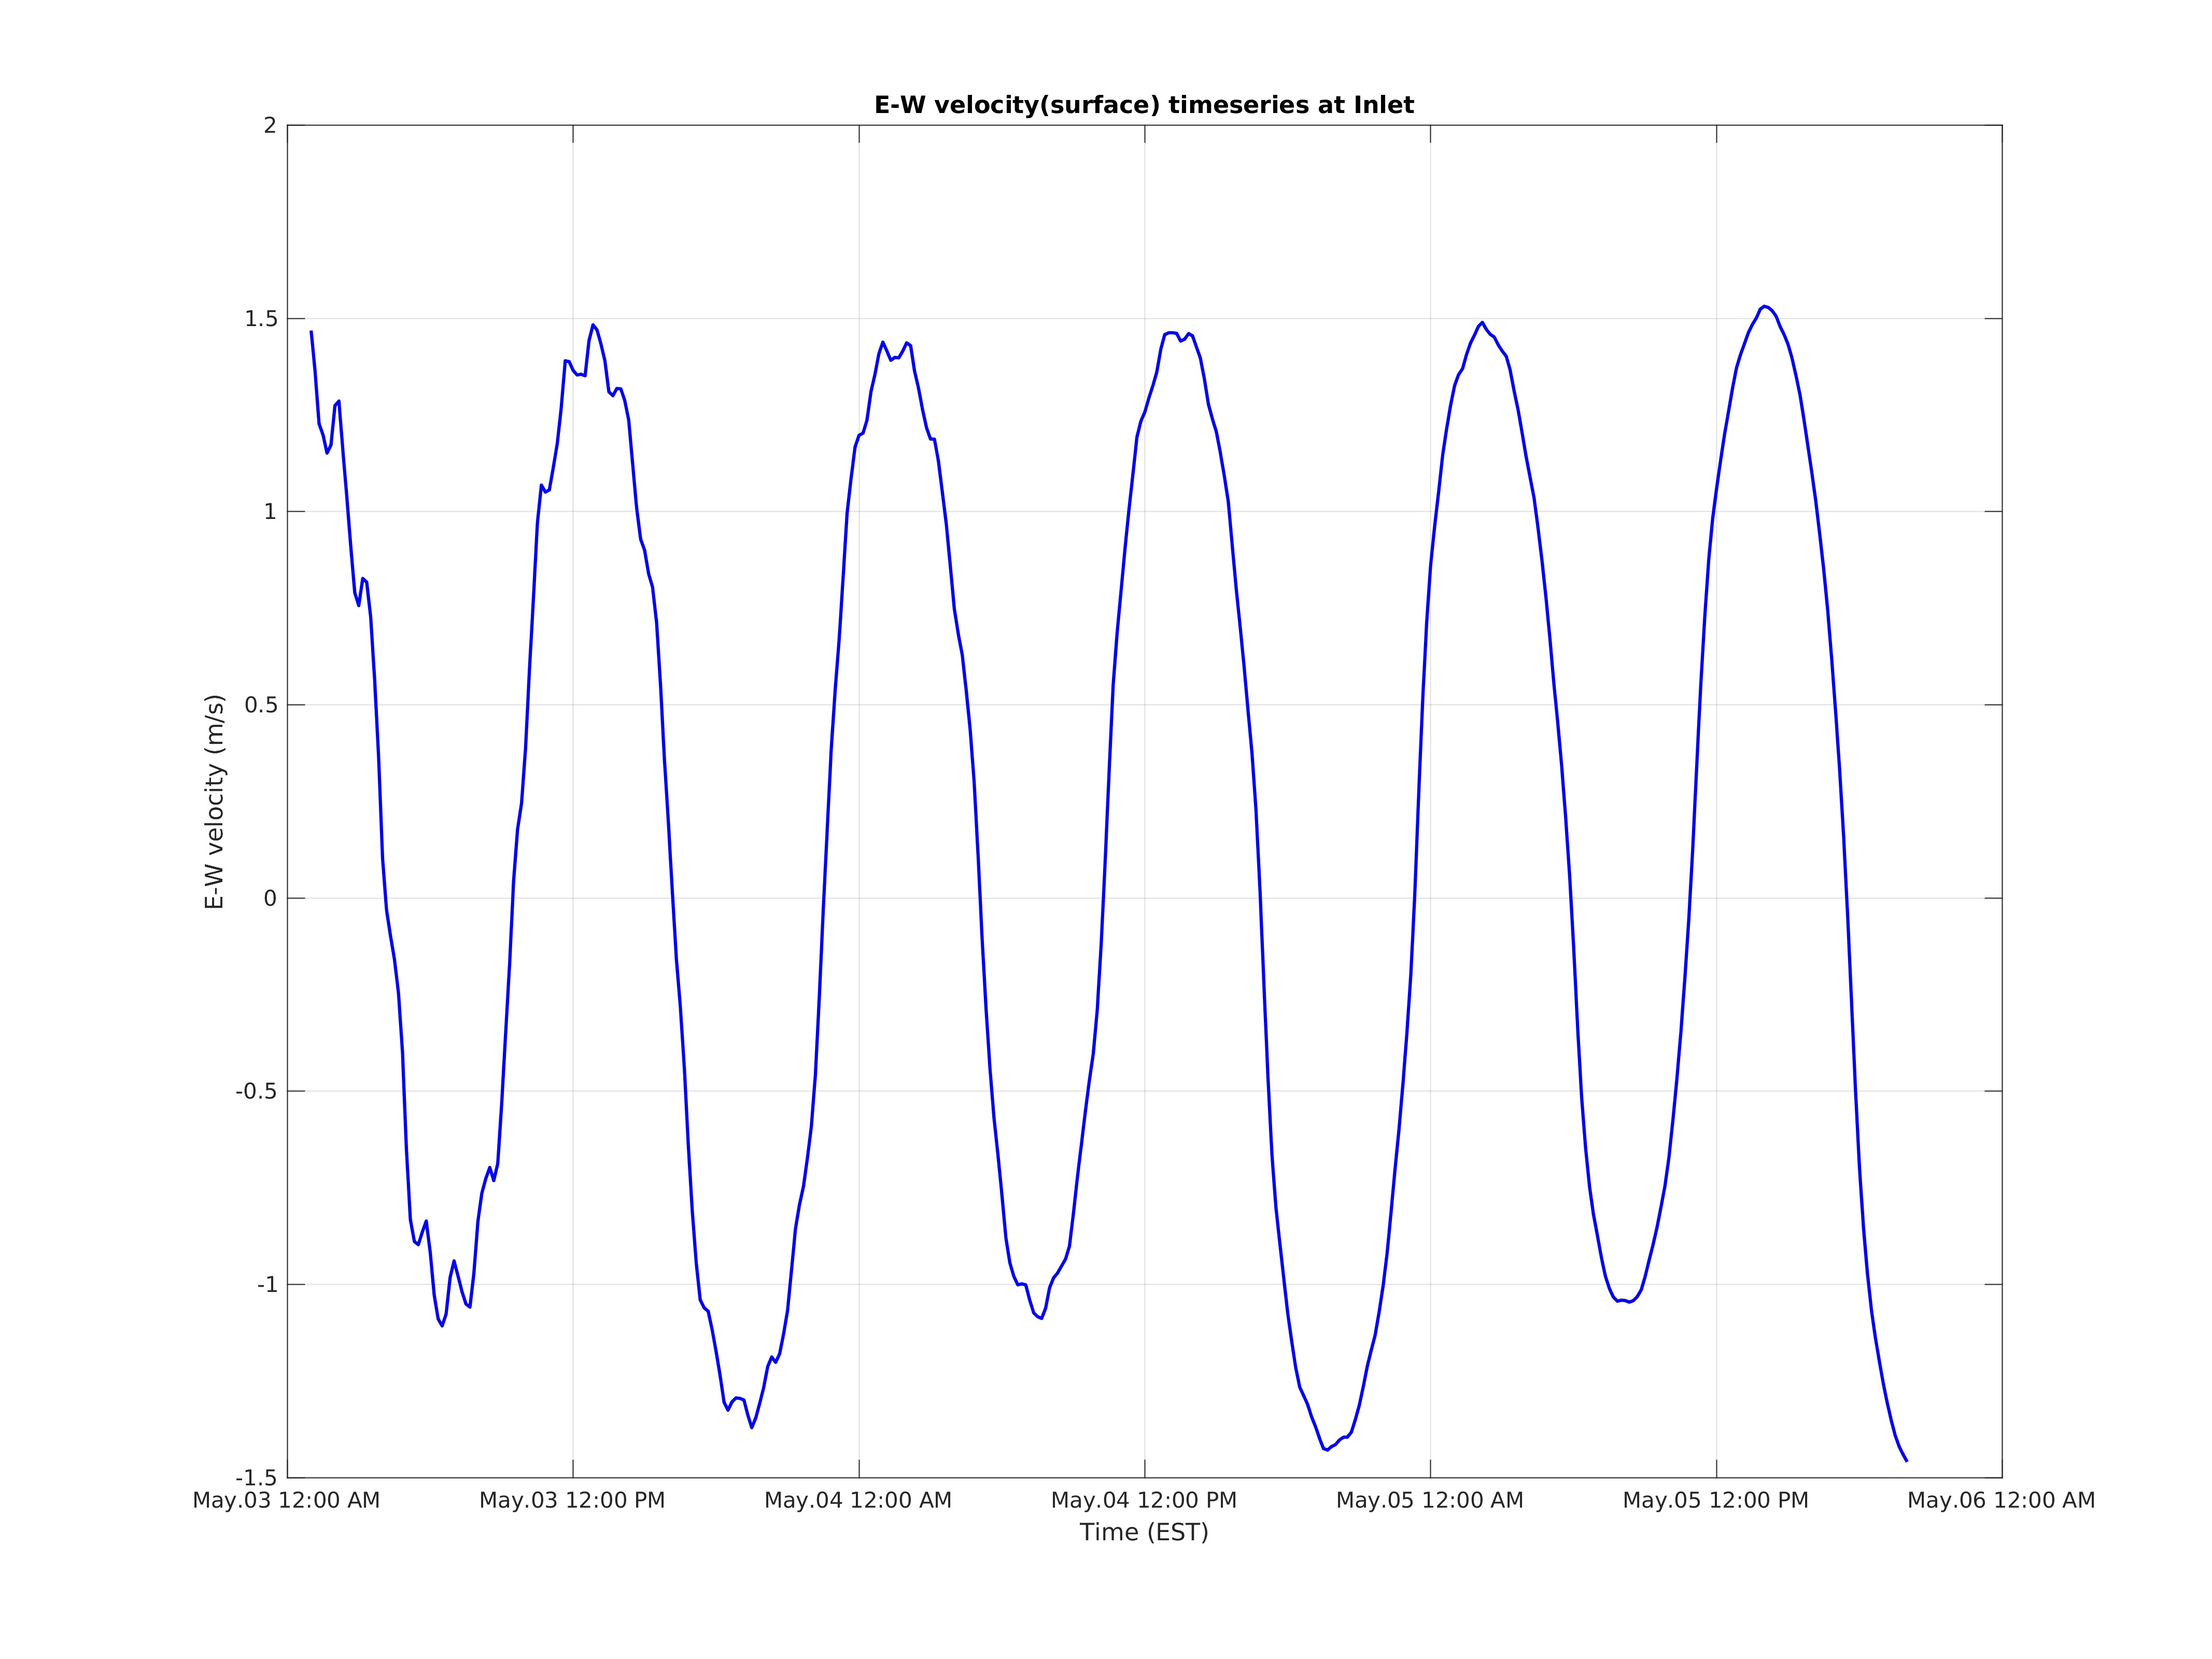 E-W velocity(surface) timeseries at Inlet
2
1.5
1
0.5
0
-0.5
-1
-1.5
E-W velocity (m/s)
May.03 12:00 AM
May.03 12:00 PM
May.04 12:00 AM
May.04 12:00 PM
May.05 12:00 AM
May.05 12:00 PM
May.06 12:00 AM
Time (EST)